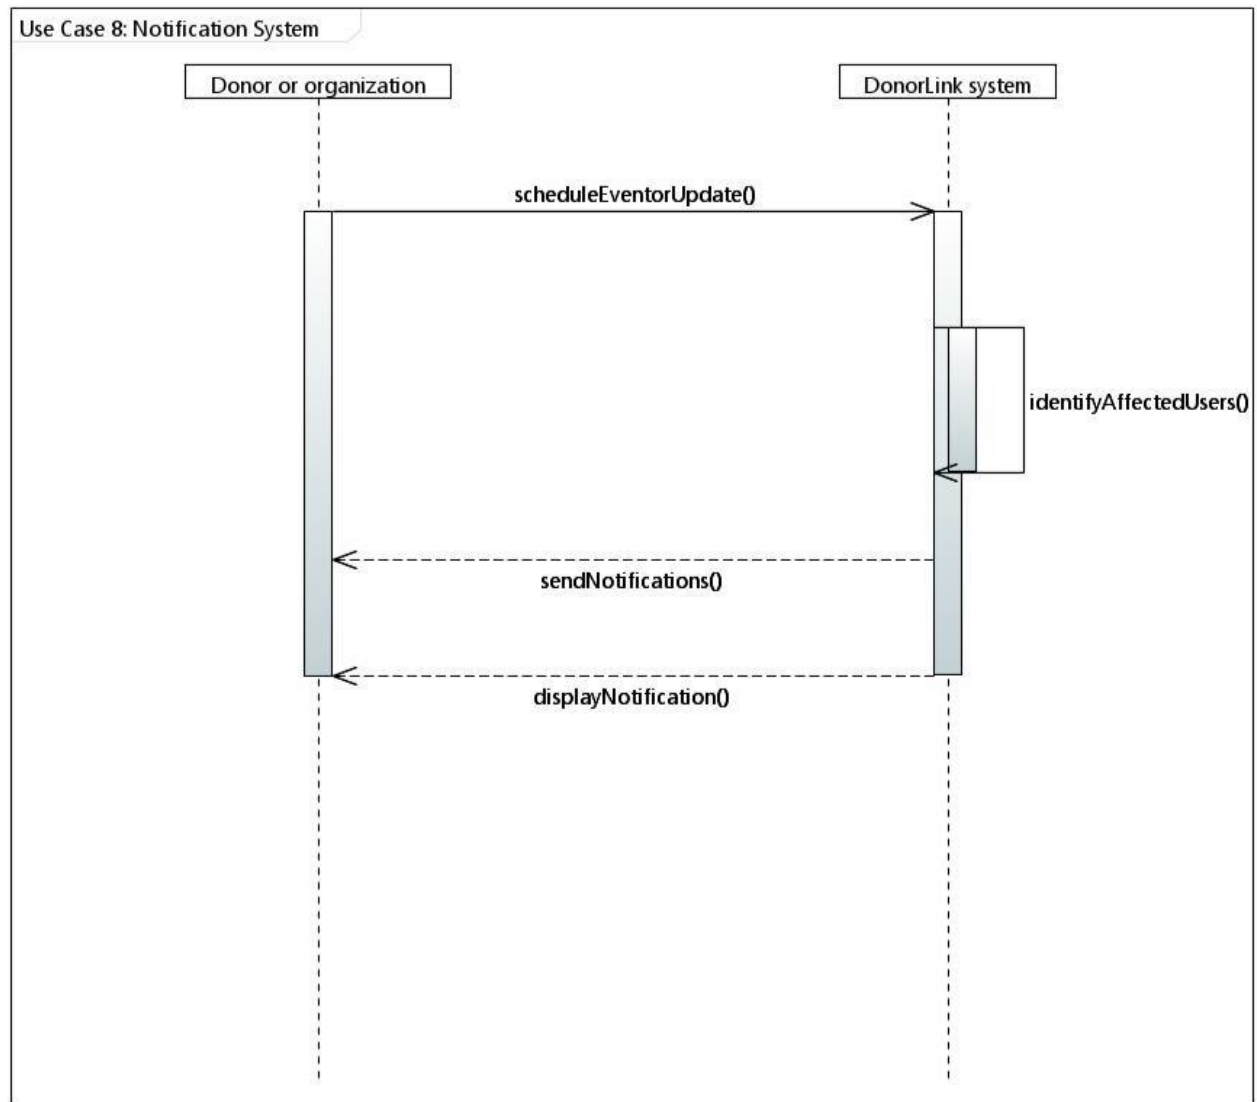 Use Case 8: Notification System
Donor or organization
DonorLink system
scheduleEventorUpdate()
identifyAffectedUsers()
sendNotifications()
displayNotification()